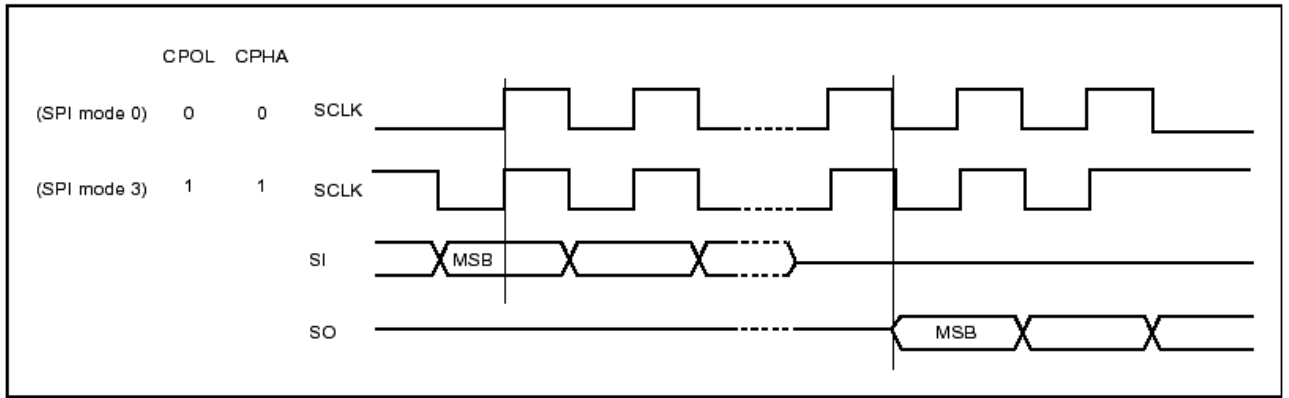 CPOL CPHA
(SPI mode 0) 0 0 SCLK
(SPI mode 3) 1 1 SCLK
SI MSB
SO MSB